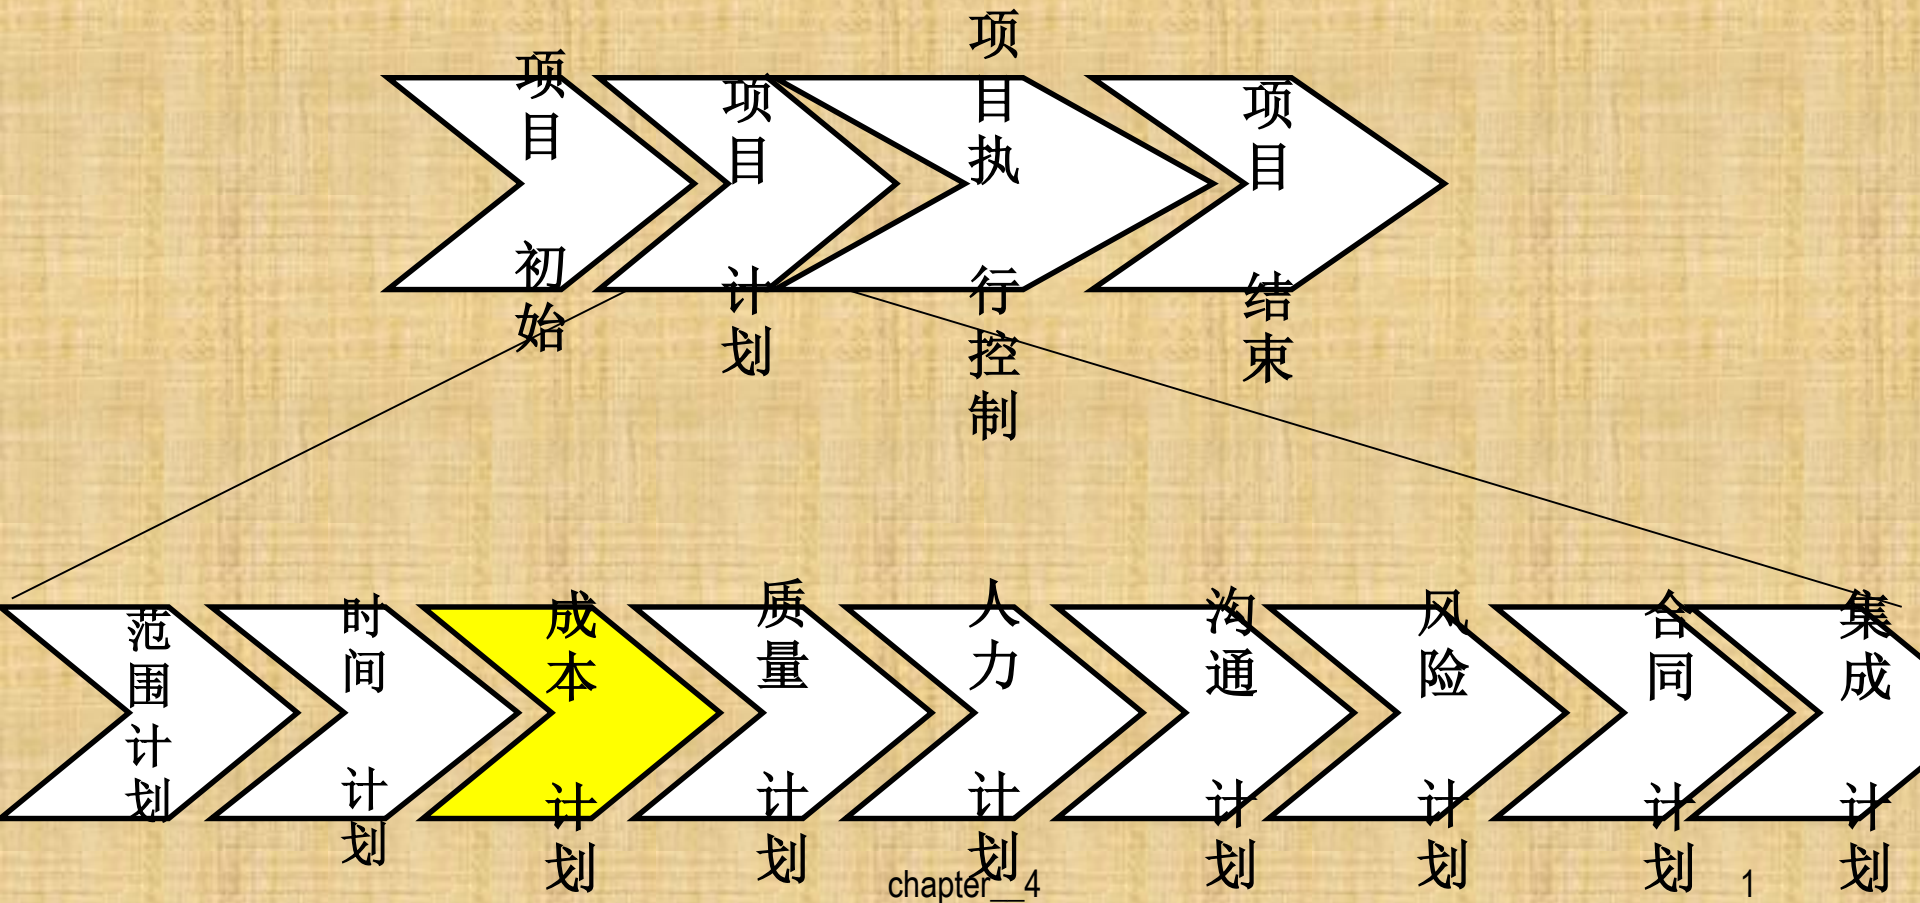 项目初始
项目计划
项目执行控制
项目结束
范围计划
时间计划
成本计划
质量计划
人力计划
沟通计划
风险计划
合同计划
集成计划
chapter__4
1